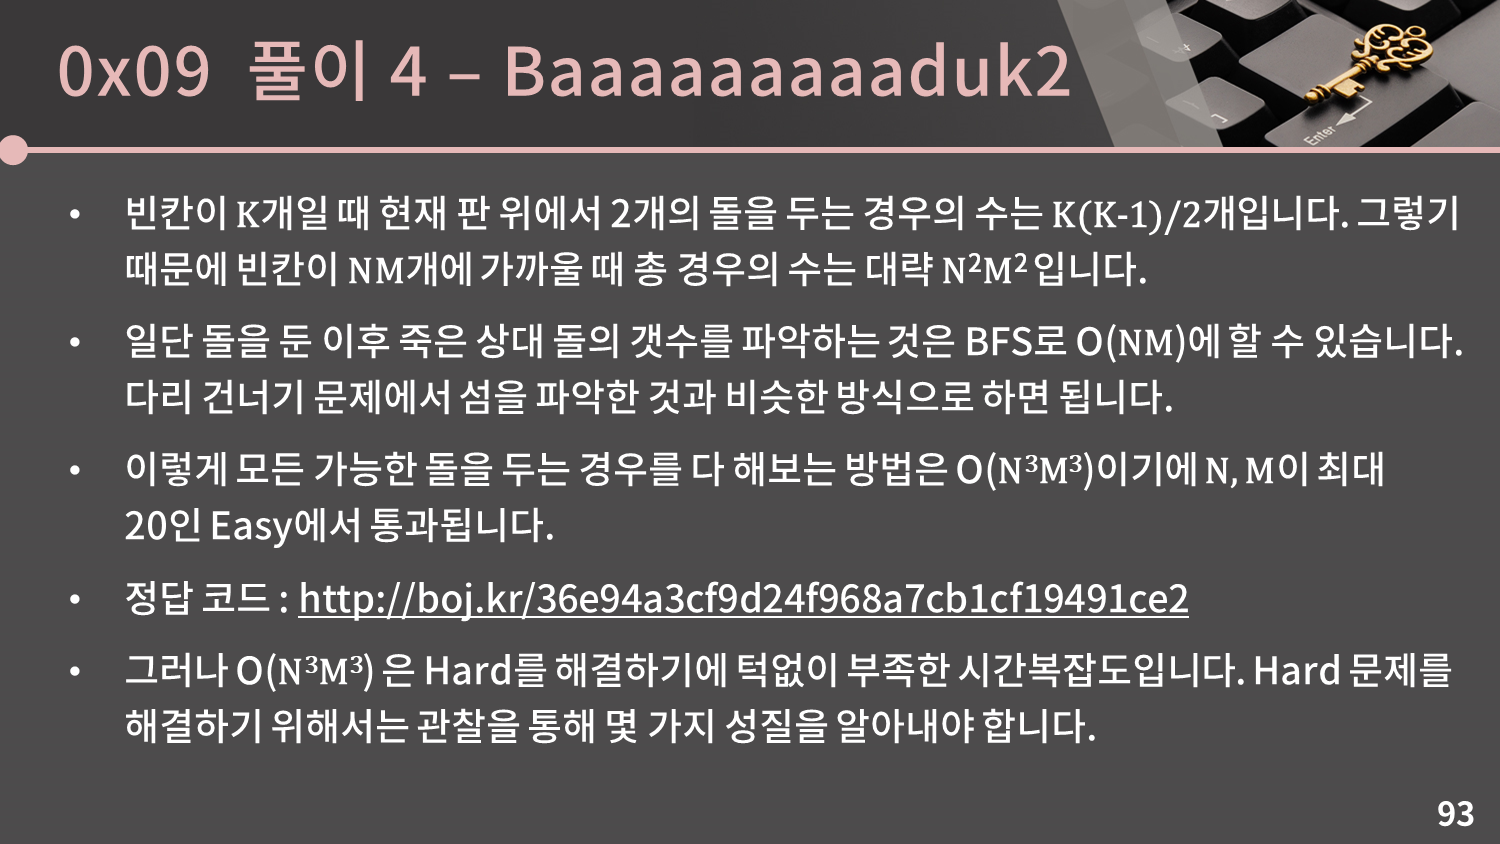 0x09 풀이 4 – Baaaaaaaaaduk2
• 빈칸이 K개일 때 현재 판 위에서 2개의 돌을 두는 경우의 수는 K(K-1)/2개입니다. 그렇기
때문에 빈칸이 NM개에 가까울 때 총 경우의 수는 대략 N²M²입니다.
• 일단 돌을 둔 이후 죽은 상대 돌의 갯수를 파악하는 것은 BFS로 O(NM)에 할 수 있습니다.
다리 건너기 문제에서 섬을 파악한 것과 비슷한 방식으로 하면 됩니다.
• 이렇게 모든 가능한 돌을 두는 경우를 다 해보는 방법은 O(N³M³)이기에 N, M이 최대
20인 Easy에서 통과됩니다.
• 정답 코드 : http://boj.kr/36e94a3cf9d24f968a7cb1cf19491ce2
• 그러나 O(N³M³) 은 Hard를 해결하기에 턱없이 부족한 시간복잡도입니다. Hard 문제를
해결하기 위해서는 관찰을 통해 몇 가지 성질을 알아내야 합니다.
Enter
93